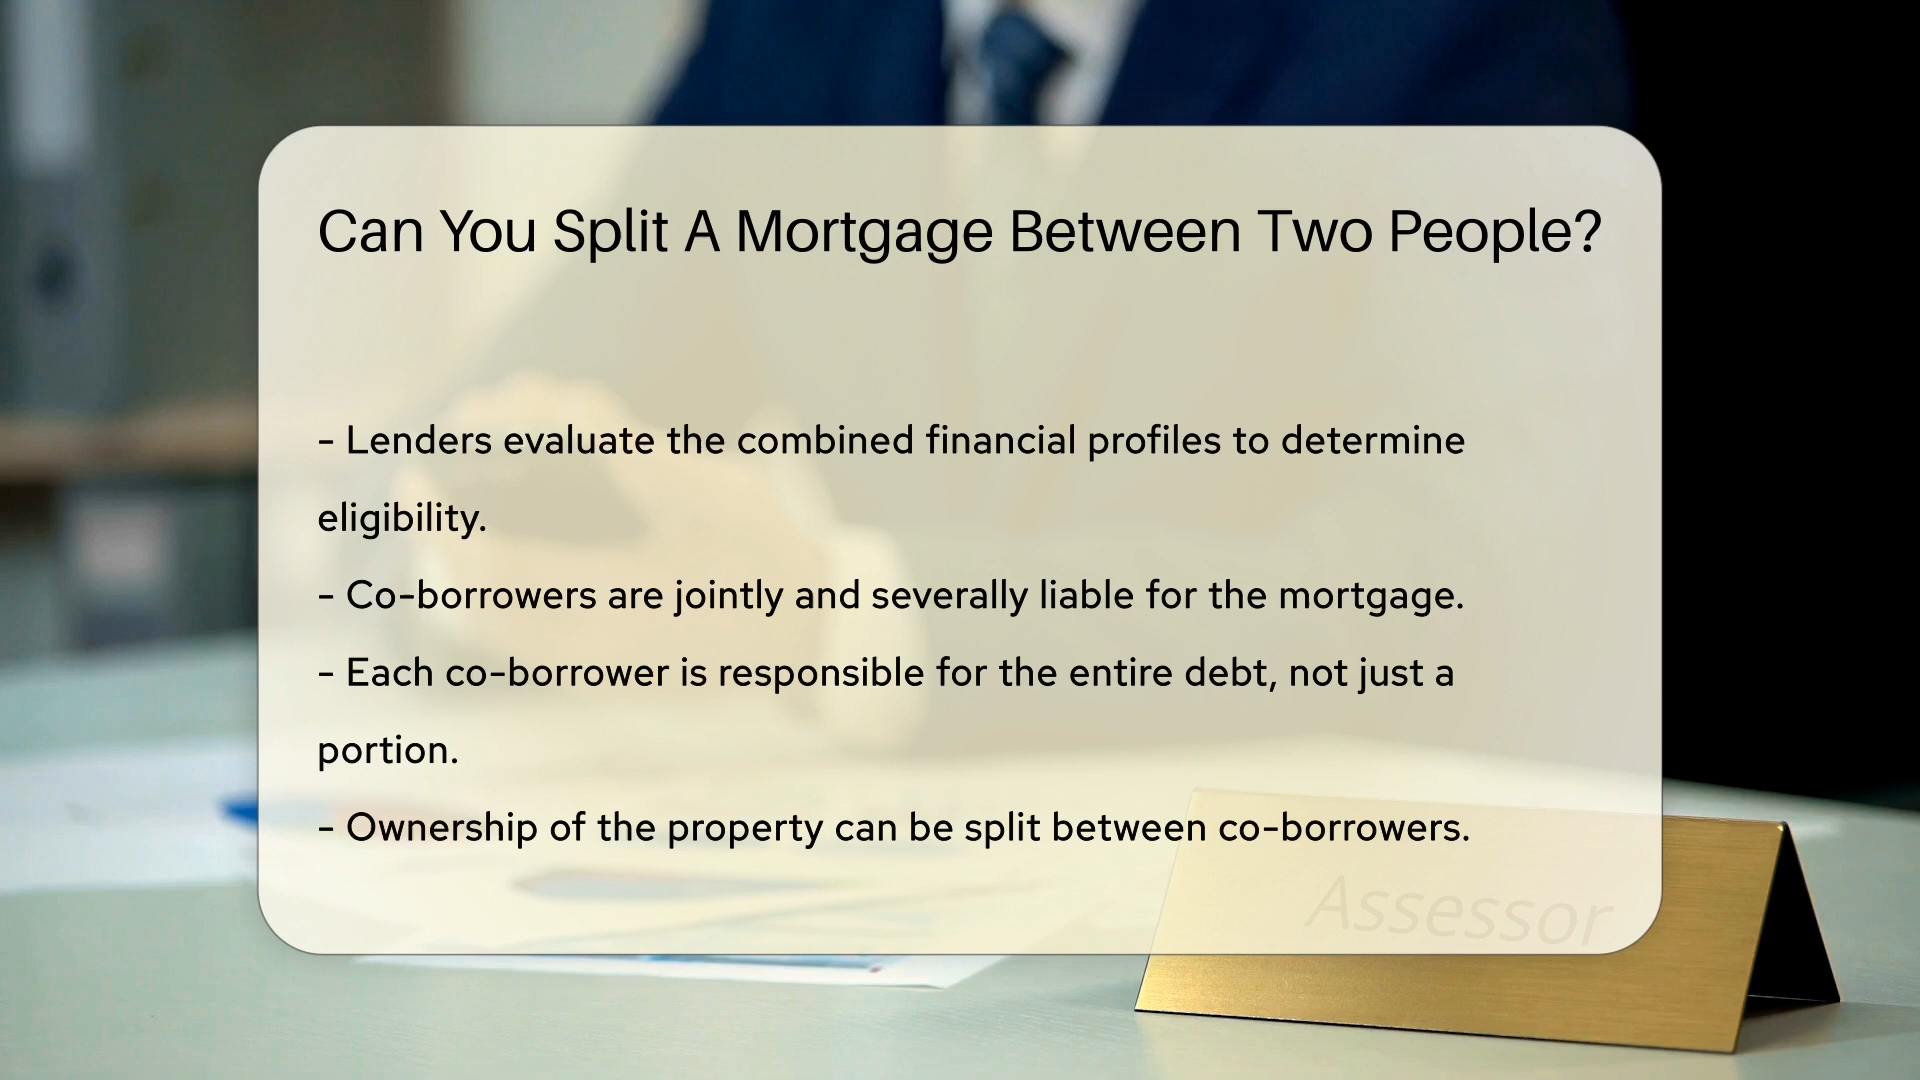 Can You Split A Mortgage Between Two People?
- Lenders evaluate the combined financial profiles to determine
eligibility.
- Co-borrowers are jointly and severally liable for the mortgage.
- Each co-borrower is responsible for the entire debt, not just a
portion.
- Ownership of the property can be split between co-borrowers.
Assessor